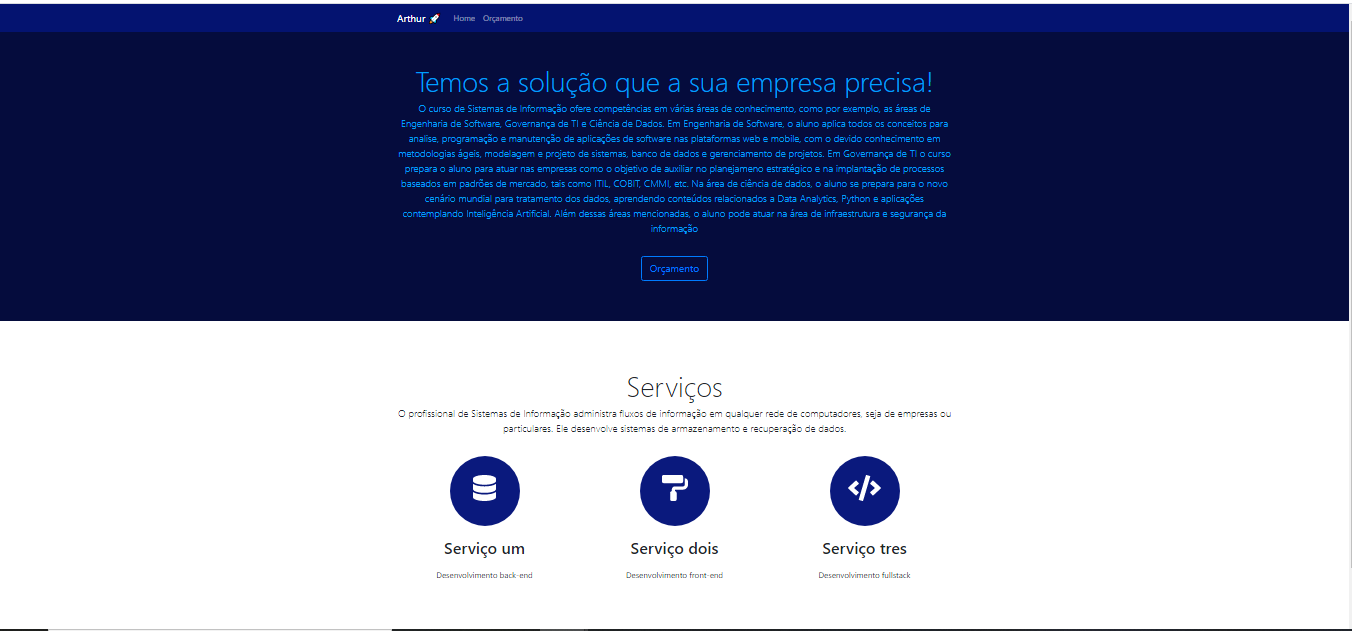 Arthur 🚀 Home Orçamento
Temos a solução que a sua empresa precisa!
O curso de Sistemas de Informação ofere competências em várias áreas de conhecimento, como por exemplo, as áreas de
Engenharia de Software, Governança de TI e Ciência de Dados. Em Engenharia de Software, o aluno aplica todos os conceitos para
analise, programação e manutenção de aplicações de software nas plataformas web e mobile, com o devido conhecimento em
metodologias ágeis, modelagem e projeto de sistemas, banco de dados e gerenciamento de projetos. Em Governança de TI o curso
prepara o aluno para atuar nas empresas como o objetivo de auxiliar no planejameno estratégico e na implantação de processos
baseados em padrões de mercado, tais como ITIL, COBIT, CMMI, etc. Na área de ciência de dados, o aluno se prepara para o novo
cenário mundial para tratamento dos dados, aprendendo conteúdos relacionados a Data Analytics, Python e aplicações
contemplando Inteligência Artificial. Além dessas áreas mencionadas, o aluno pode atuar na área de infraestrutura e segurança da
informação
Orçamento
Serviços
O profissional de Sistemas de Informação administra fluxos de informação em qualquer rede de computadores, seja de empresas ou
particulares. Ele desenvolve sistemas de armazenamento e recuperação de dados.
Serviço um
Desenvolvimento back-end
Serviço dois
Desenvolvimento front-end
Serviço tres
Desenvolvimento fullstack